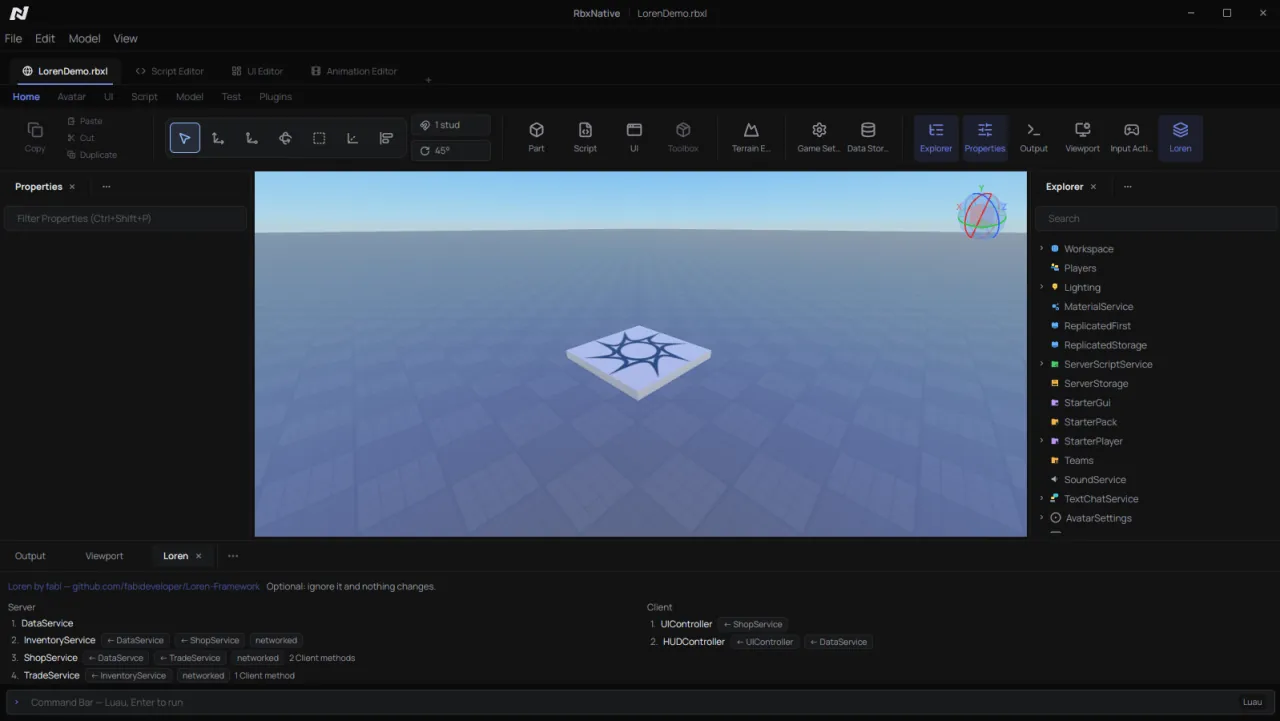 RbxNative LorenDemo.rbxl
File Edit Model View
LorenDemo.rbxl Script Editor UI Editor Animation Editor +
Home Avatar UI Script Model Test Plugins
Copy
Paste
Cut
Duplicate
1 stud
45°
Part Script UI Toolbox Terrain E... Game Set... Data Stor... Explorer Properties Output Viewport Input Acti... Loren
Properties × ...
Filter Properties (Ctrl+Shift+P)
Y
X Z
Explorer × ...
Search
Workspace
Players
Lighting
MaterialService
ReplicatedFirst
ReplicatedStorage
ServerScriptService
ServerStorage
StarterGui
StarterPack
StarterPlayer
Teams
SoundService
TextChatService
AvatarSettings
Output Viewport Loren × ...
Loren by fabi — github.com/fabideveloper/Loren-Framework Optional: ignore it and nothing changes.
Server
1. DataService
2. InventoryService ← DataService ← ShopService networked
3. ShopService ← DataService ← TradeService networked 2 Client methods
4. TradeService ← InventoryService networked 1 Client method
Client
1. UIController ← ShopService
2. HUDController ← UIController ← DataService
› Command Bar — Luau, Enter to run Luau